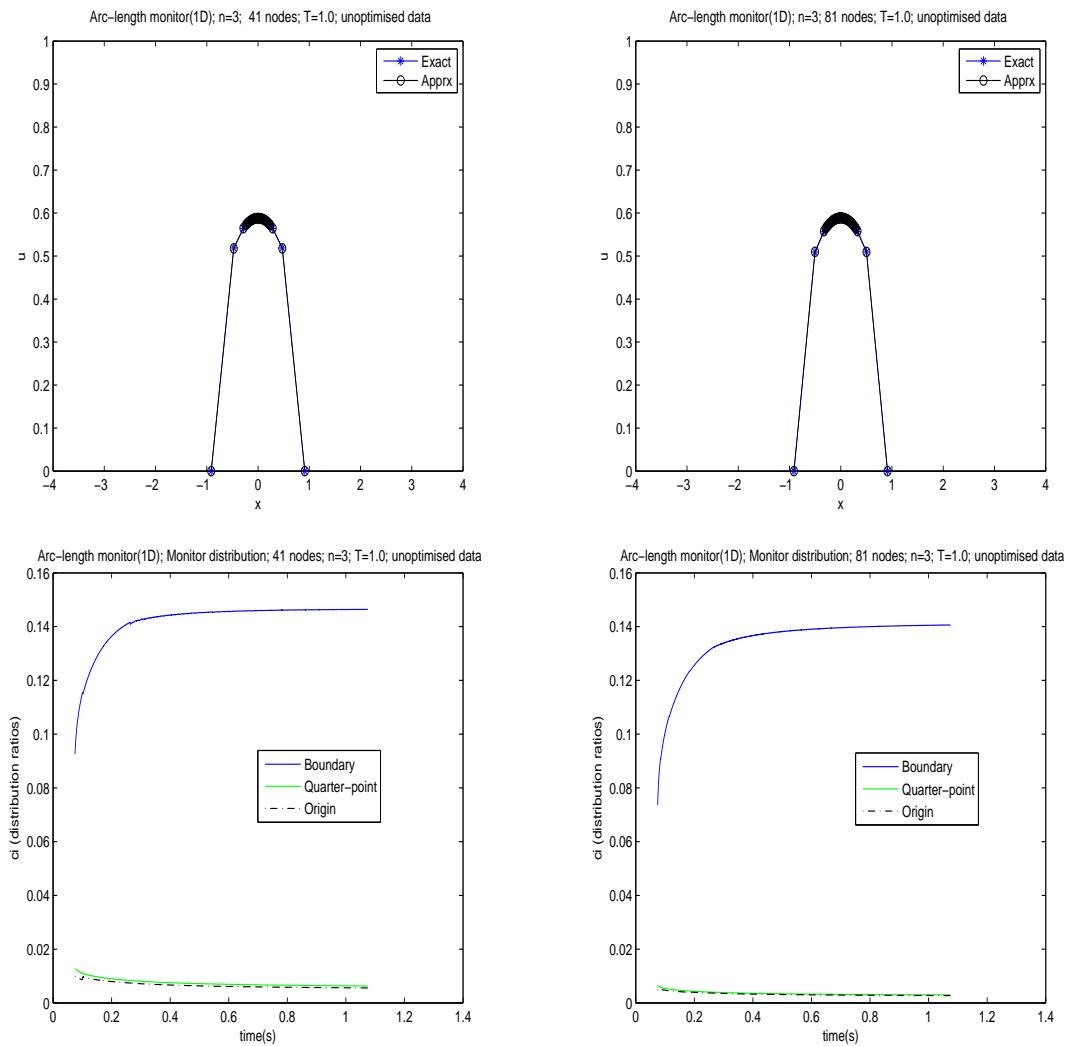 Arc−length monitor(1D); n=3;  41 nodes; T=1.0; unoptimised data
1
0.9
0.8
0.7
0.6
0.5
0.4
0.3
0.2
0.1
0
u
Exact
Apprx
−4 −3 −2 −1 0 1 2 3 4
x
Arc−length monitor(1D); n=3; 81 nodes; T=1.0; unoptimised data
1
0.9
0.8
0.7
0.6
0.5
0.4
0.3
0.2
0.1
0
u
Exact
Apprx
−4 −3 −2 −1 0 1 2 3 4
x
Arc−length monitor(1D); Monitor distribution; 41 nodes; n=3; T=1.0; unoptimised data
0.16
0.14
0.12
0.1
0.08
0.06
0.04
0.02
0
ci (distribution ratios)
Boundary
Quarter−point
Origin
0 0.2 0.4 0.6 0.8 1 1.2 1.4
time(s)
Arc−length monitor(1D); Monitor distribution; 81 nodes; n=3; T=1.0; unoptimised data
0.16
0.14
0.12
0.1
0.08
0.06
0.04
0.02
0
ci (distribution ratios)
Boundary
Quarter−point
Origin
0 0.2 0.4 0.6 0.8 1 1.2 1.4
time(s)